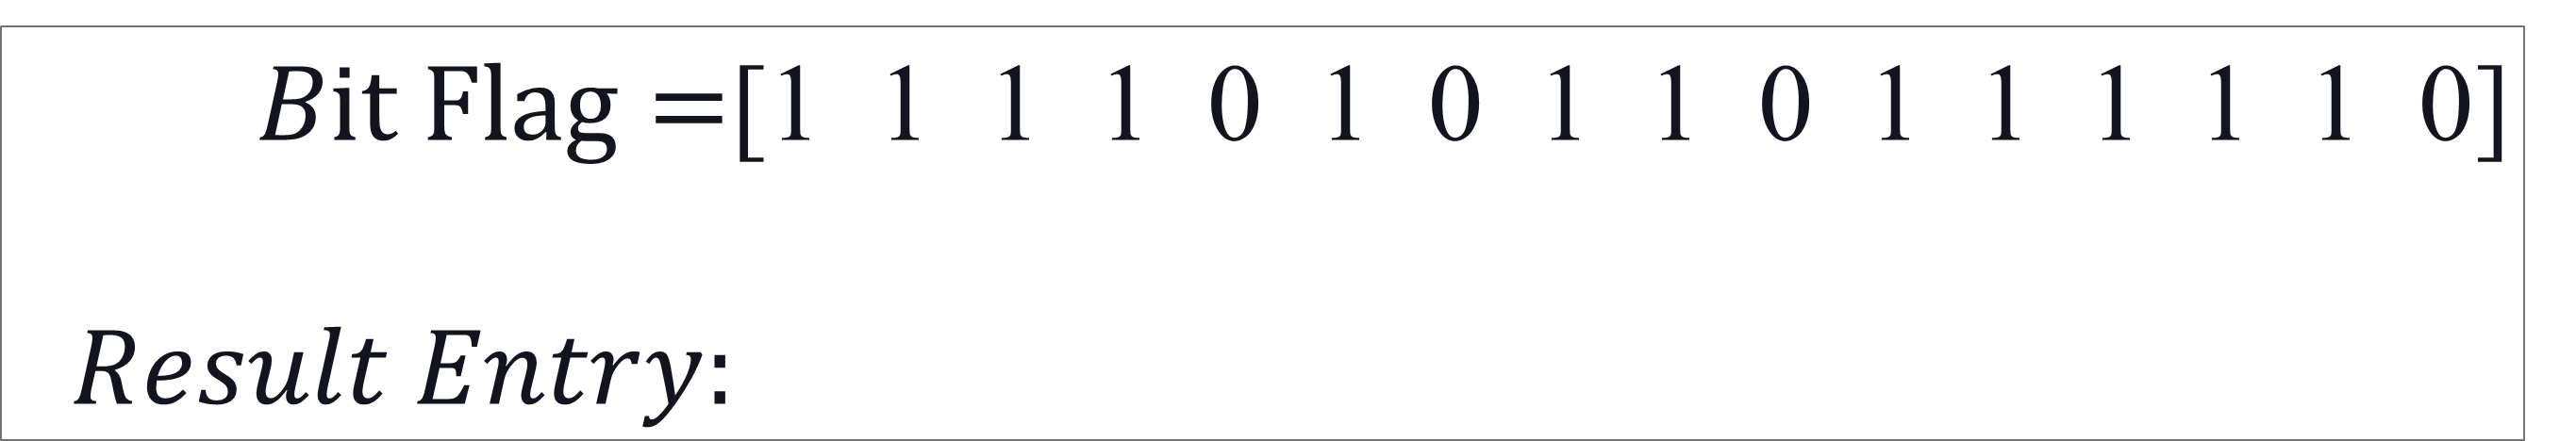 Bit Flag =[1 1 1 1 0 1 0 1 1 0 1 1 1 1 1 0]
Result Entry: